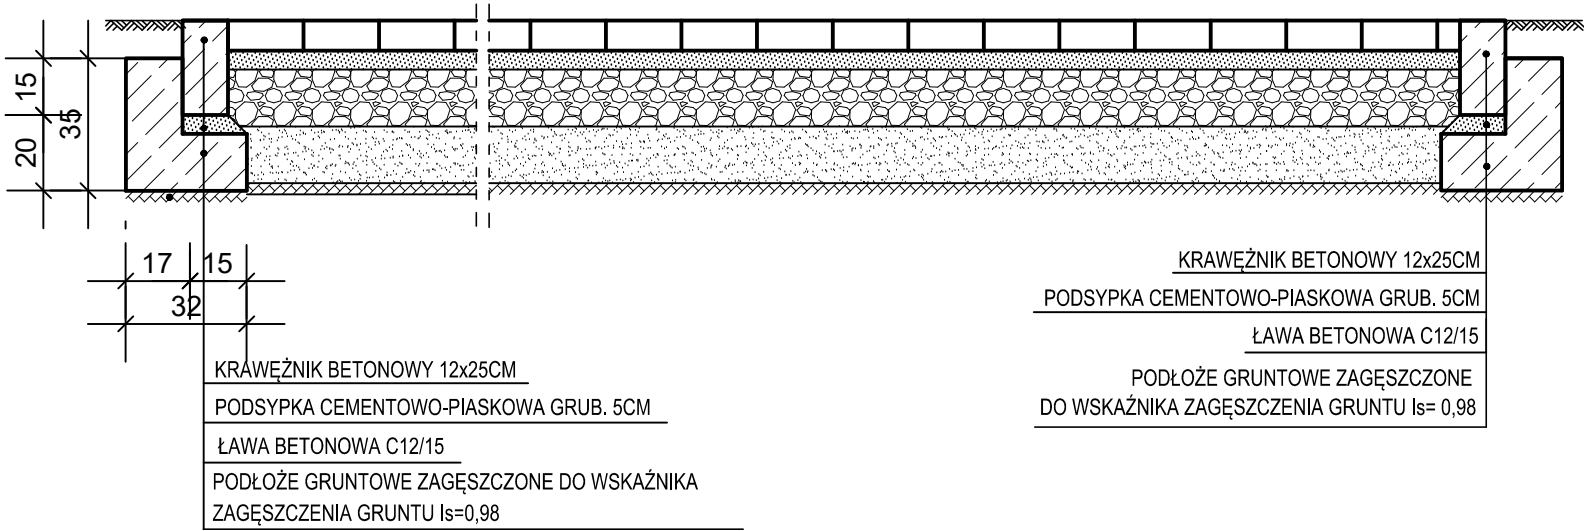 15
35
20
17
15
32
KRAWĘŻNIK BETONOWY 12x25CM
PODSYPKA CEMENTOWO-PIASKOWA GRUB. 5CM
ŁAWA BETONOWA C12/15
PODŁOŻE GRUNTOWE ZAGĘSZCZONE DO WSKAŹNIKA
ZAGĘSZCZENIA GRUNTU Is=0,98
KRAWĘŻNIK BETONOWY 12x25CM
PODSYPKA CEMENTOWO-PIASKOWA GRUB. 5CM
ŁAWA BETONOWA C12/15
PODŁOŻE GRUNTOWE ZAGĘSZCZONE
DO WSKAŹNIKA ZAGĘSZCZENIA GRUNTU Is= 0,98